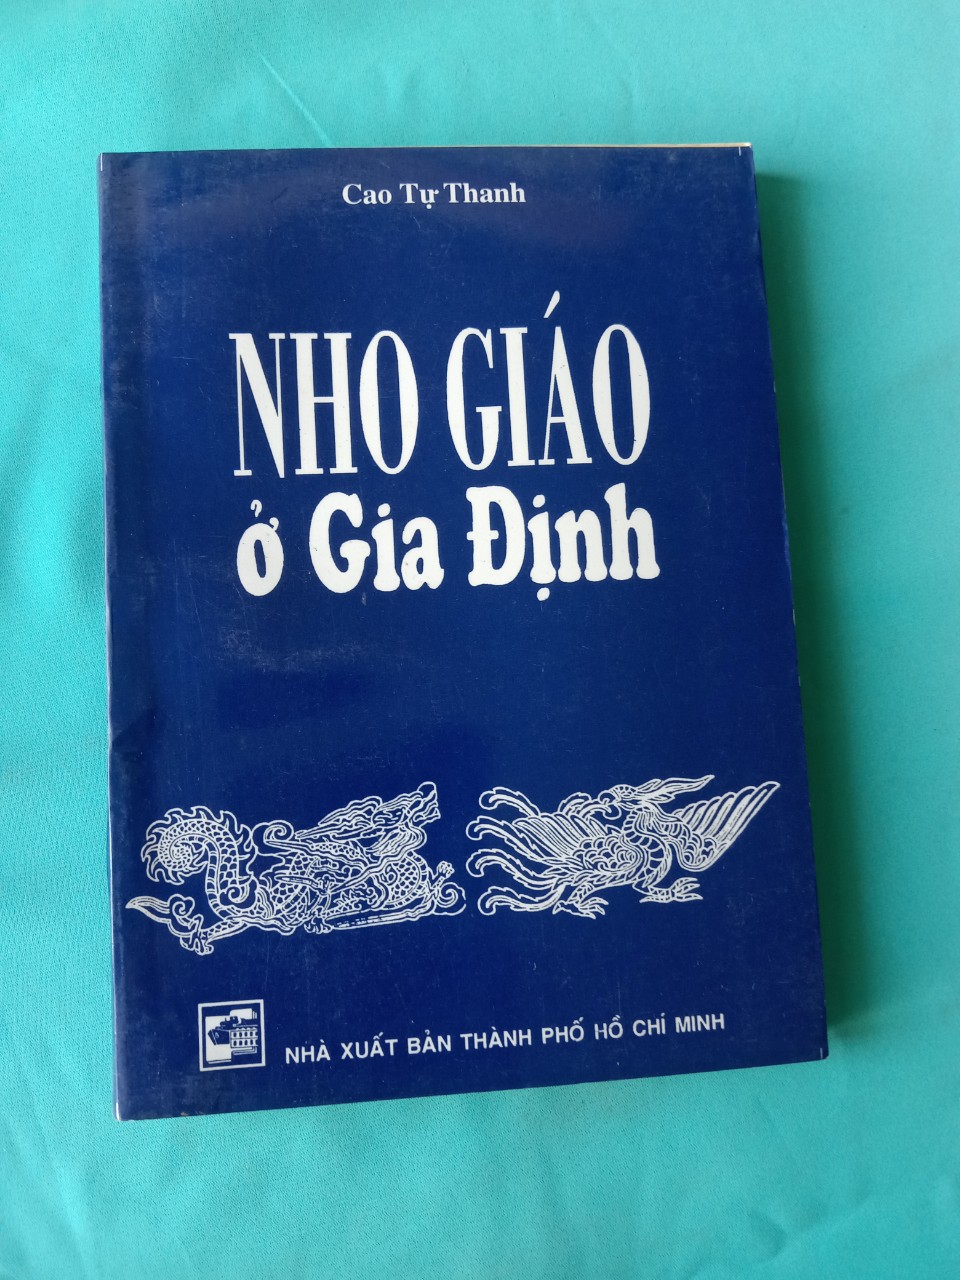 Cao Tự Thanh
NHO GIÁO
ở Gia Định
NHÀ XUẤT BẢN THÀNH PHỐ HỒ CHÍ MINH